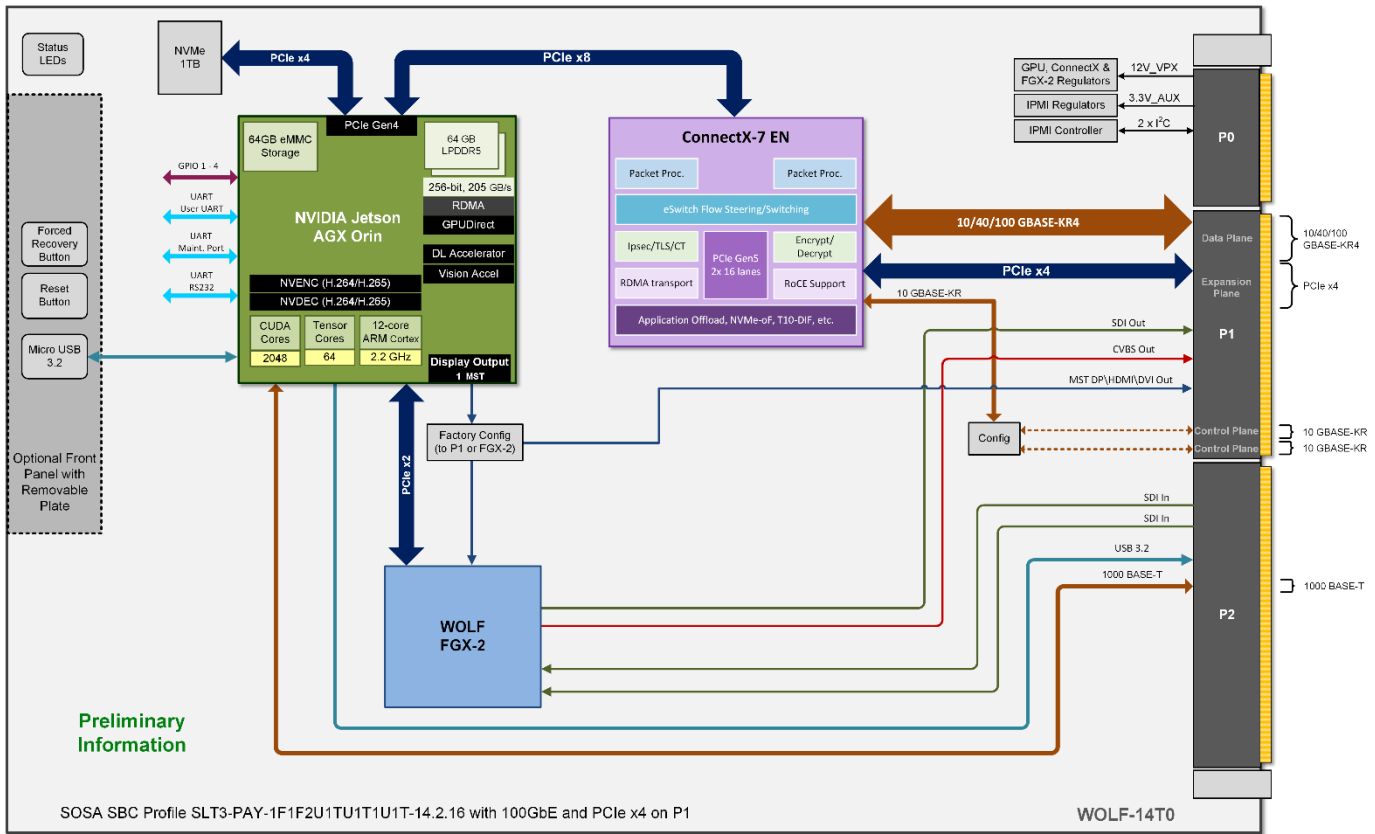 Status
LEDs
NVMe
1TB
PCIe x4
PCIe x8
GPU, ConnectX &
FGX-2 Regulators
12V_VPX
IPMI Regulators
3.3V_AUX
IPMI Controller
2 x I²C
P0
PCIe Gen4
64GB eMMC
Storage
64 GB
LPDDR5
256-bit, 205 GB/s
RDMA
GPUDirect
DL Accelerator
Vision Accel
NVIDIA Jetson
AGX Orin
NVENC (H.264/H.265)
NVDEC (H.264/H.265)
CUDA
Cores
2048
Tensor
Cores
64
12-core
ARM Cortex
2.2 GHz
Display Output
1 MST
GPIO 1 - 4
UART
User UART
UART
Maint. Port
UART
RS232
Forced
Recovery
Button
Reset
Button
Micro USB
3.2
Optional Front
Panel with
Removable
Plate
ConnectX-7 EN
Packet Proc.
Packet Proc.
eSwitch Flow Steering/Switching
Ipsec/TLS/CT
PCIe Gen5
2x 16 lanes
Encrypt/
Decrypt
RDMA transport
RoCE Support
Application Offload, NVMe-oF, T10-DIF, etc.
10/40/100 GBASE-KR4
PCIe x4
10 GBASE-KR
SDI Out
CVBS Out
MST DP\HDMI\DVI Out
Config
Data Plane
Expansion
Plane
P1
Control Plane
Control Plane
10/40/100
GBASE-KR4
PCIe x4
10 GBASE-KR
10 GBASE-KR
Factory Config
(to P1 or FGX-2)
PCIe x2
WOLF
FGX-2
SDI In
SDI In
USB 3.2
1000 BASE-T
P2
1000 BASE-T
Preliminary
Information
SOSA SBC Profile SLT3-PAY-1F1F2U1TU1T1U1T-14.2.16 with 100GbE and PCIe x4 on P1
WOLF-14T0